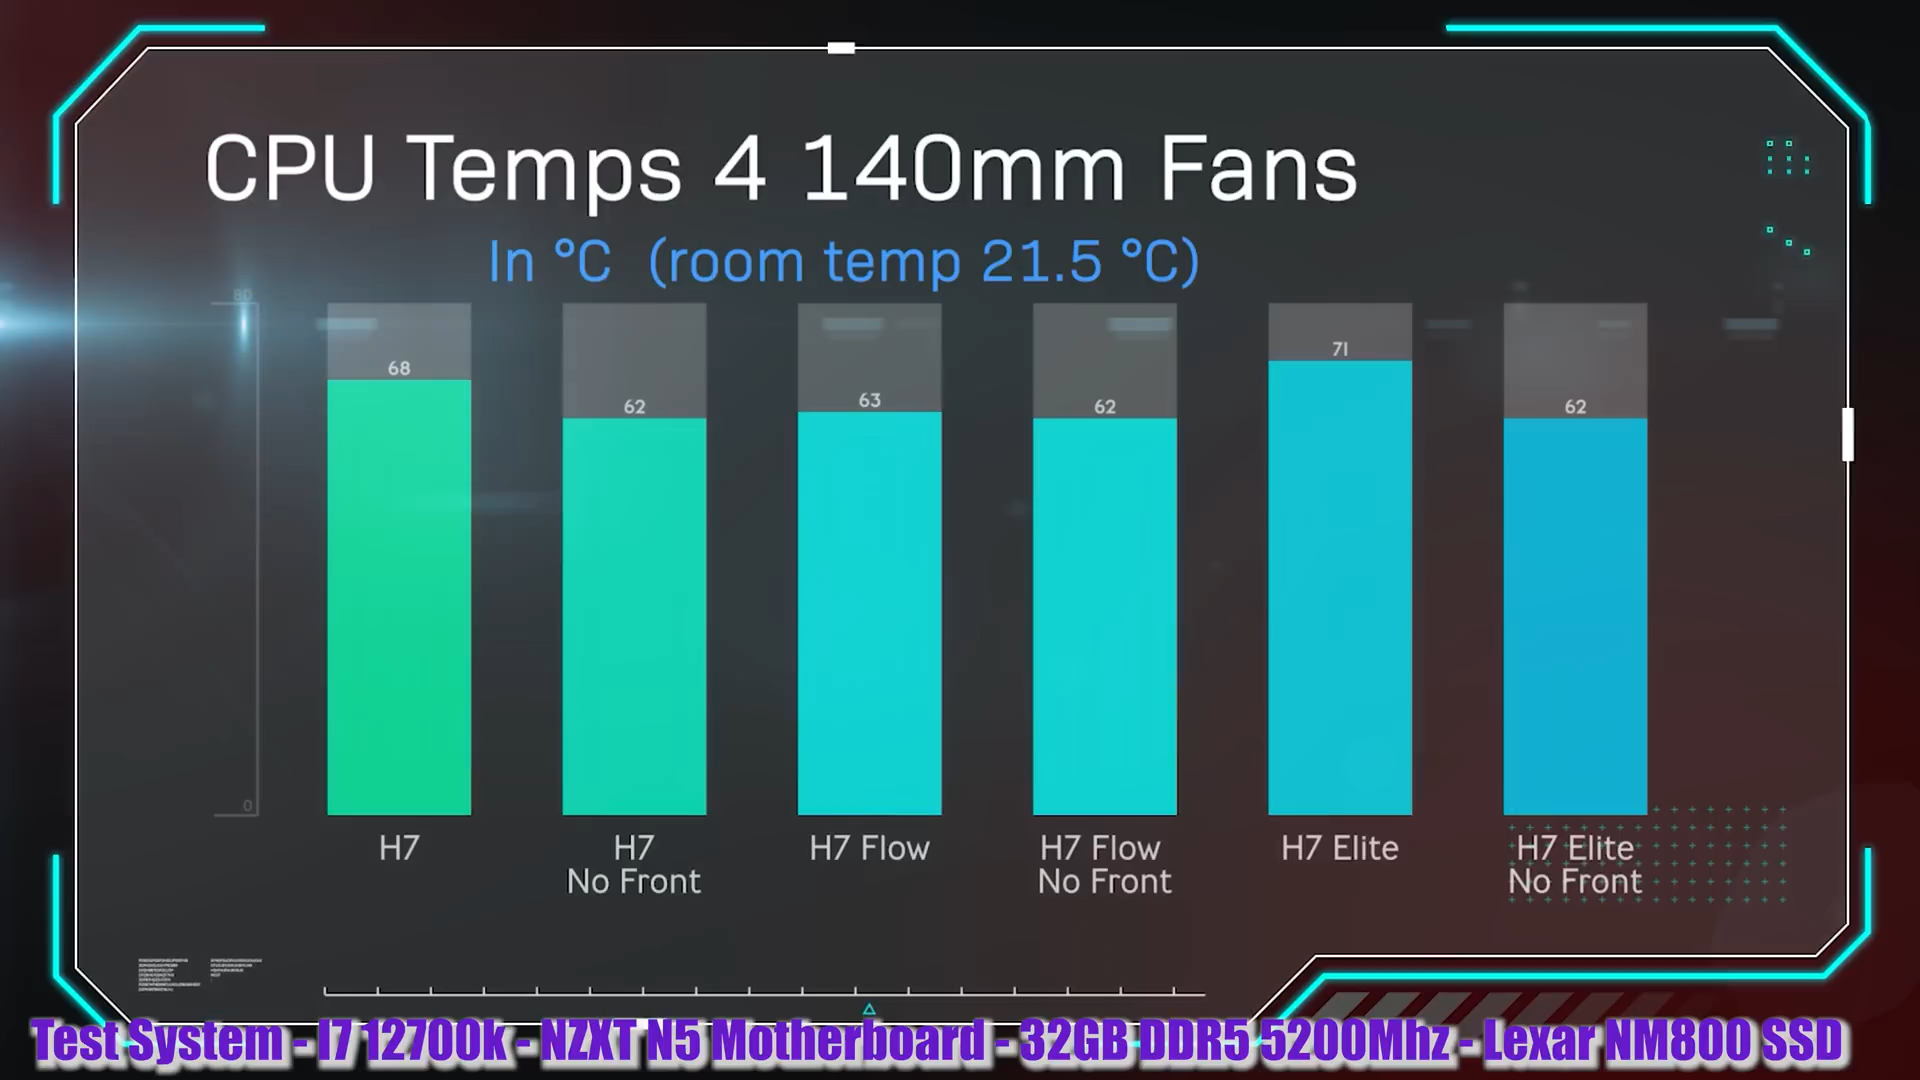 CPU Temps 4 140mm Fans
In °C (room temp 21.5 °C)
80
68
62
63
62
71
62
0
H7
H7
No Front
H7 Flow
H7 Flow
No Front
H7 Elite
H7 Elite
No Front
Test System - I7 12700k - NZXT N5 Motherboard - 32GB DDR5 5200Mhz - Lexar NM800 SSD